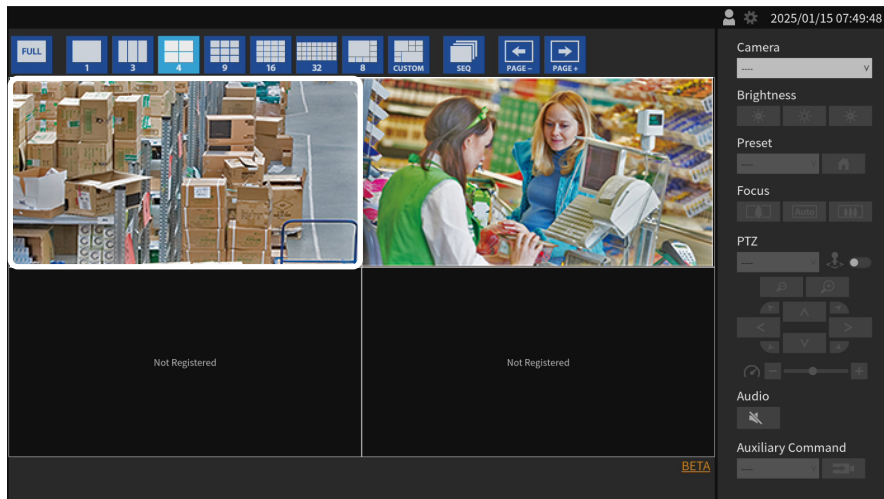 2025/01/15 07:49:48
FULL
1
3
4
9
16
32
8
CUSTOM
SEQ
PAGE −
PAGE +
Camera
----
Brightness
Preset
----
Focus
Auto
PTZ
----
Audio
Auxiliary Command
----
Not Registered
Not Registered
BETA